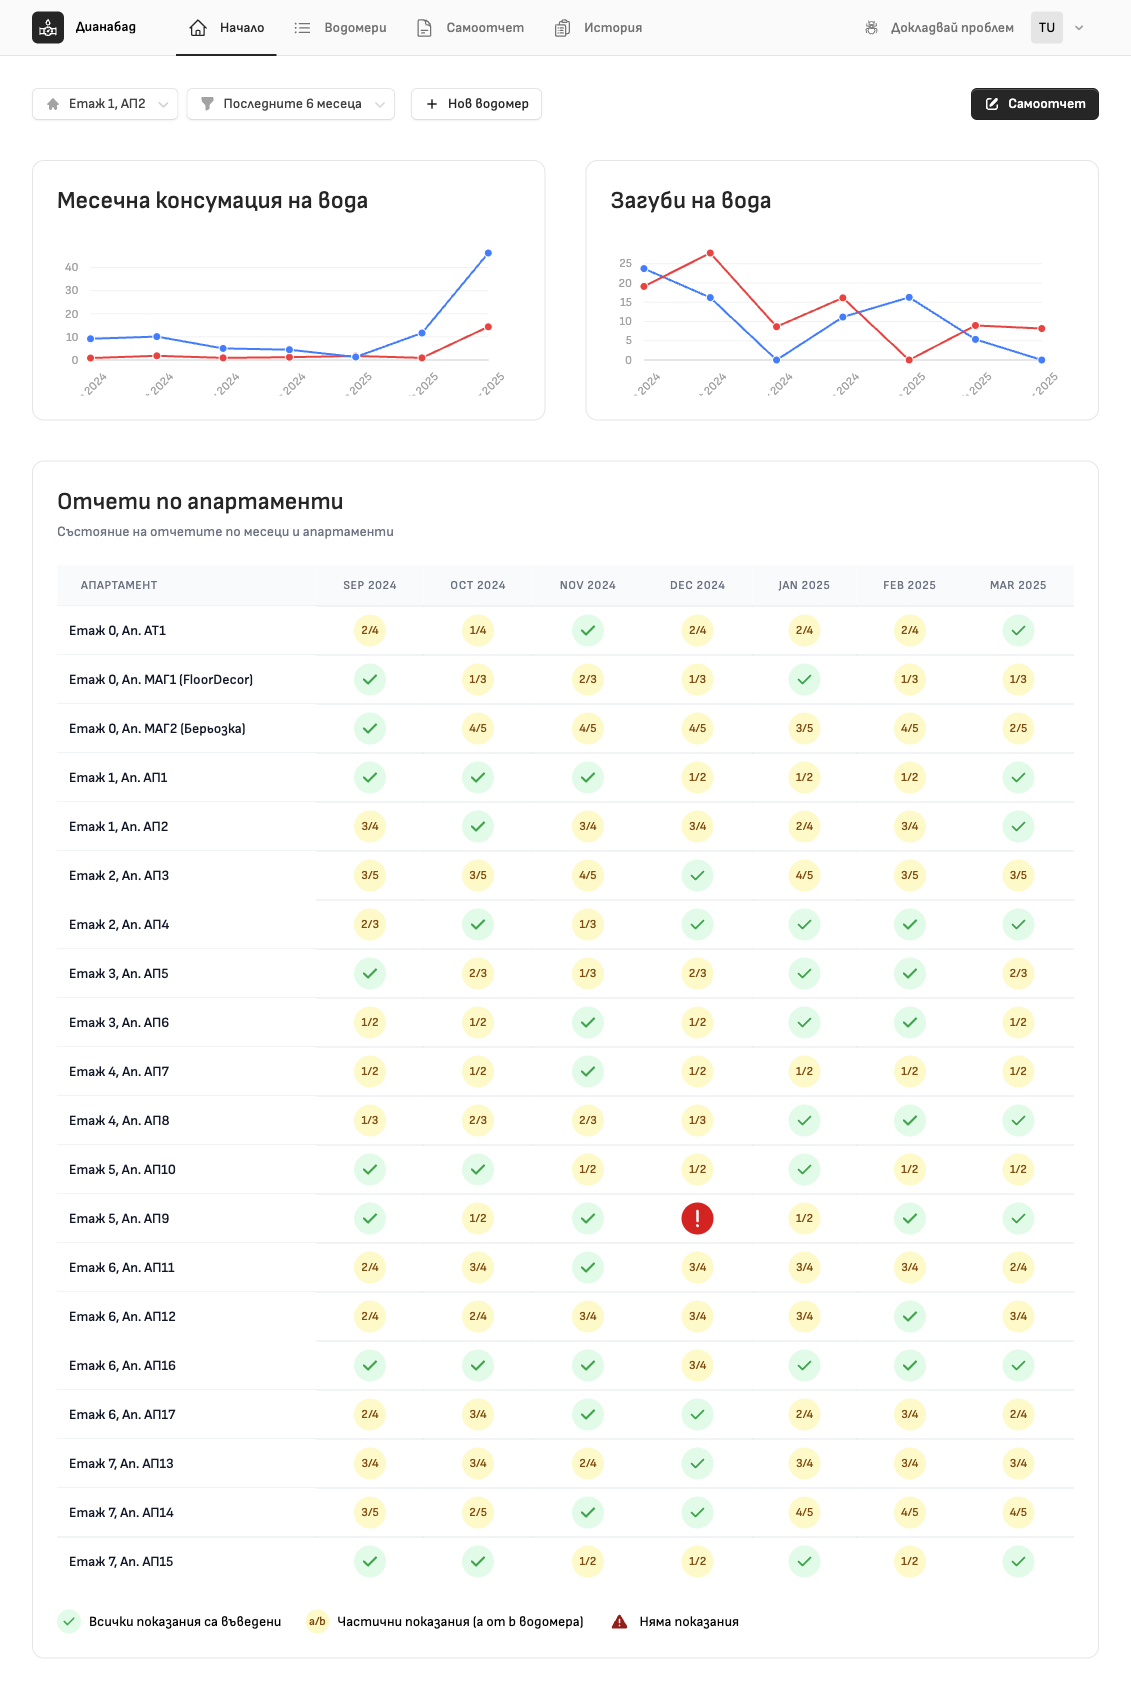 Дианабад Начало Водомери Самоотчет История Докладвай проблем TU
Етаж 1, АП2 Последните 6 месеца + Нов водомер Самоотчет
Месечна консумация на вода
40
30
20
10
0
2024 2024 2024 2024 2025 2025 2025
Загуби на вода
25
20
15
10
5
0
2024 2024 2024 2024 2025 2025 2025
Отчети по апартаменти
Състояние на отчетите по месеци и апартаменти
АПАРТАМЕНТ SEP 2024 OCT 2024 NOV 2024 DEC 2024 JAN 2025 FEB 2025 MAR 2025
Етаж 0, Ап. АТ1 2/4 1/4 2/4 2/4 2/4
Етаж 0, Ап. МАГ1 (FloorDecor) 1/3 2/3 1/3 1/3 1/3
Етаж 0, Ап. МАГ2 (Берьозка) 4/5 4/5 4/5 3/5 4/5 2/5
Етаж 1, Ап. АП1 1/2 1/2 1/2
Етаж 1, Ап. АП2 3/4 3/4 3/4 2/4 3/4
Етаж 2, Ап. АП3 3/5 3/5 4/5 4/5 3/5 3/5
Етаж 2, Ап. АП4 2/3 1/3
Етаж 3, Ап. АП5 2/3 1/3 2/3 2/3
Етаж 3, Ап. АП6 1/2 1/2 1/2 1/2
Етаж 4, Ап. АП7 1/2 1/2 1/2 1/2 1/2 1/2
Етаж 4, Ап. АП8 1/3 2/3 2/3 1/3
Етаж 5, Ап. АП10 1/2 1/2 1/2 1/2
Етаж 5, Ап. АП9 1/2 ! 1/2
Етаж 6, Ап. АП11 2/4 3/4 3/4 3/4 3/4 2/4
Етаж 6, Ап. АП12 2/4 2/4 3/4 3/4 3/4 3/4
Етаж 6, Ап. АП16 3/4
Етаж 6, Ап. АП17 2/4 3/4 2/4 3/4 2/4
Етаж 7, Ап. АП13 3/4 3/4 2/4 3/4 3/4 3/4
Етаж 7, Ап. АП14 3/5 2/5 4/5 4/5 4/5
Етаж 7, Ап. АП15 1/2 1/2 1/2
Всички показания са въведени a/b Частични показания (a от b водомера) Няма показания